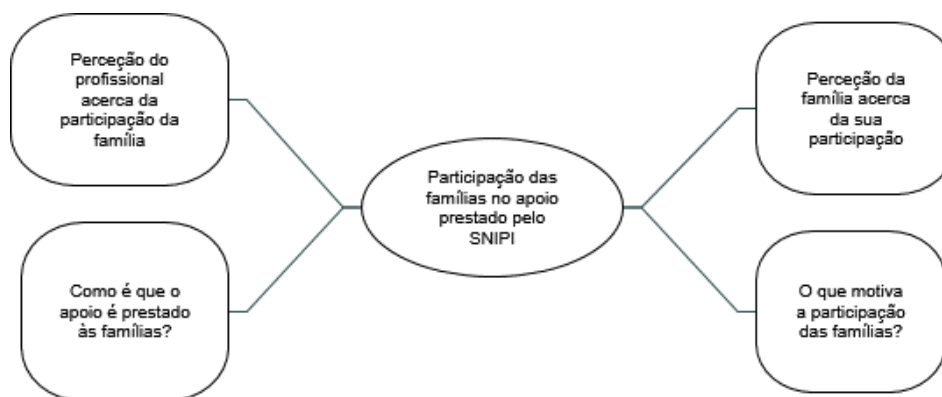 Perceção do
profissional
acerca da
participação da
família
Como é que o
apoio é prestado
às famílias?
Participação das
famílias no apoio
prestado pelo
SNIPI
Perceção da
família acerca
da sua
participação
O que motiva
a participação
das famílias?